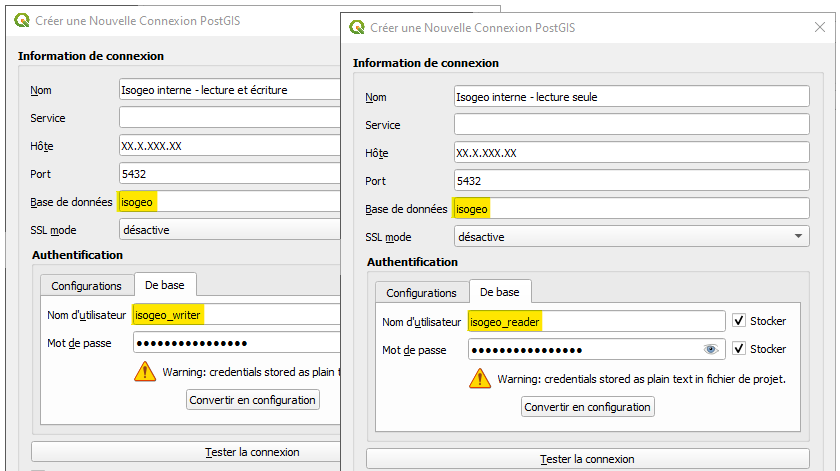 Créer une Nouvelle Connexion PostGIS
Information de connexion
Nom Isogeo interne - lecture et écriture
Service
Hôte XX.X.XXX.XX
Port 5432
Base de données isogeo
SSL mode désactive
Authentification
Configurations De base
Nom d'utilisateur isogeo_writer
Mot de passe ●●●●●●●●●●●●●●●●
Warning: credentials stored as plain t
Convertir en configuration
Tester la connexion
Créer une Nouvelle Connexion PostGIS
Information de connexion
Nom Isogeo interne - lecture seule
Service
Hôte XX.X.XXX.XX
Port 5432
Base de données isogeo
SSL mode désactive
Authentification
Configurations De base
Nom d'utilisateur isogeo_reader Stocker
Mot de passe ●●●●●●●●●●●●●●●● Stocker
Warning: credentials stored as plain text in fichier de projet.
Convertir en configuration
Tester la connexion